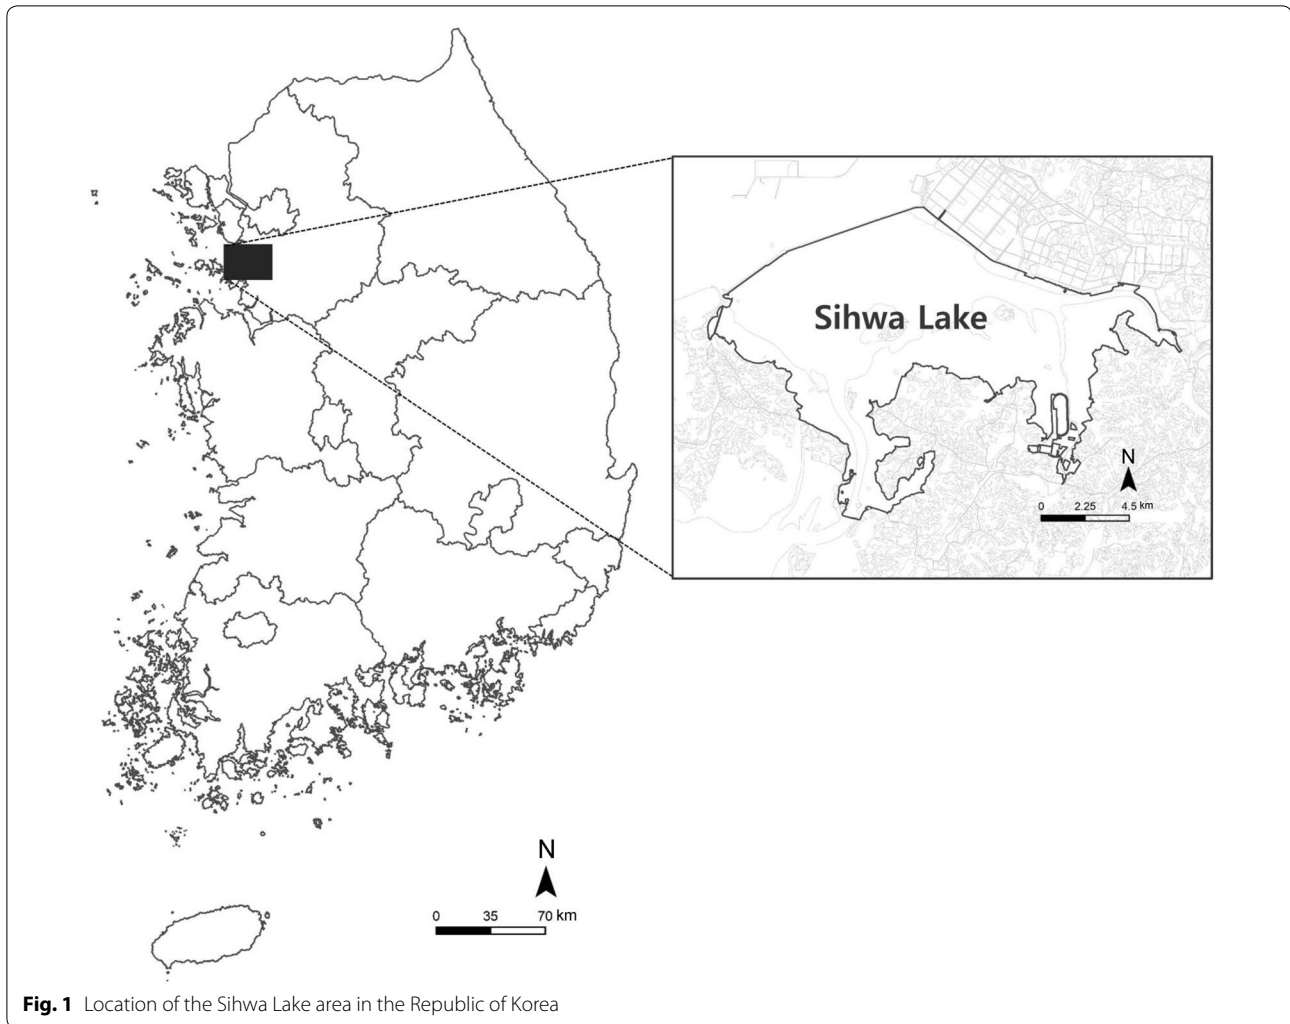 Sihwa Lake
N
0 2.25 4.5 km
N
0 35 70 km
Fig. 1 Location of the Sihwa Lake area in the Republic of Korea